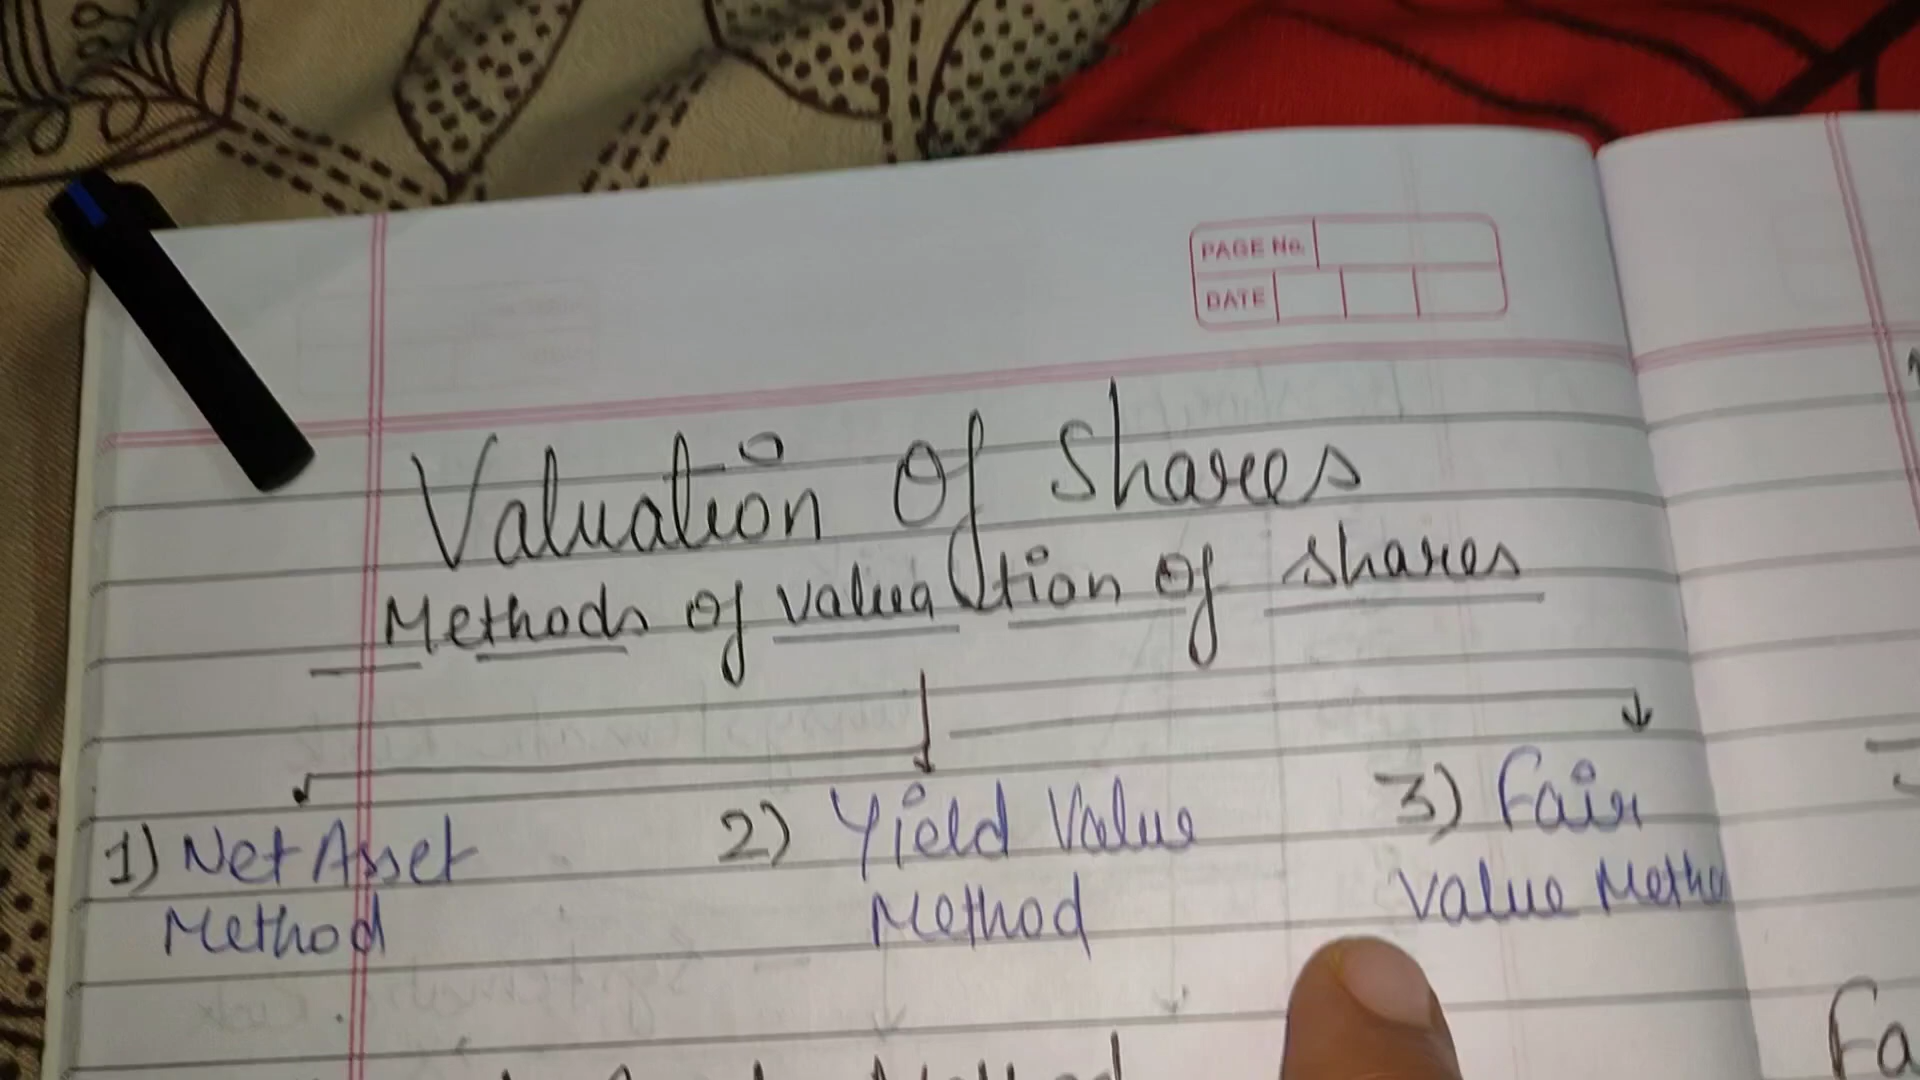 PAGE No.
DATE
Valuation Of Shares
Methods of valuation of shares
1) Net Asset
Method
2) Yield Value
Method
3) Fair
Value Metho
Fa